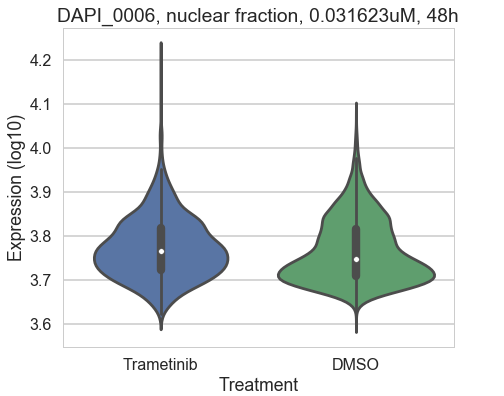 DAPI_0006, nuclear fraction, 0.031623uM, 48h
Expression (log10)
4.2
4.1
4.0
3.9
3.8
3.7
3.6
Trametinib DMSO
Treatment